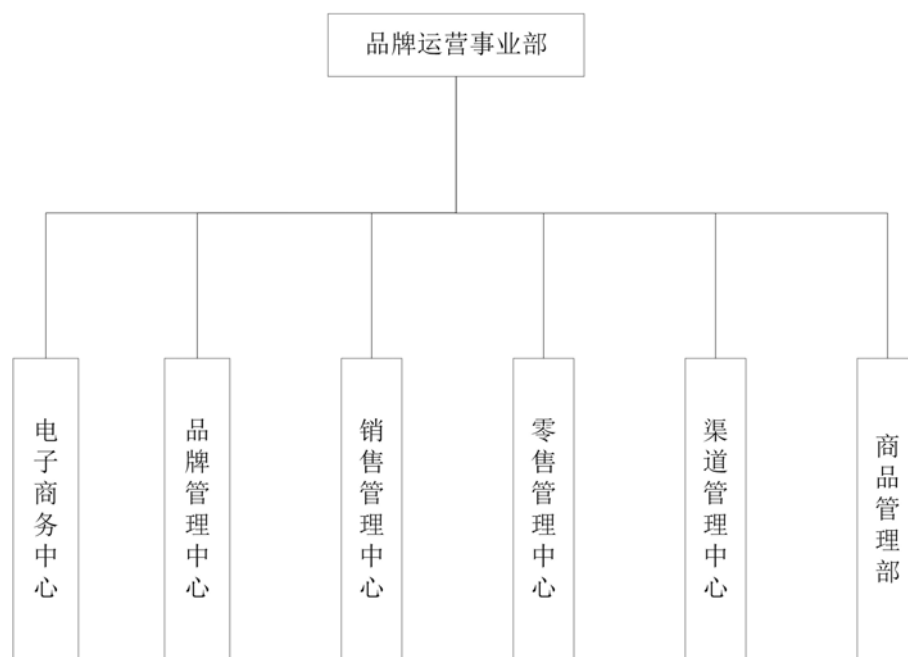 品牌运营事业部
电子商务中心
品牌管理中心
销售管理中心
零售管理中心
渠道管理中心
商品管理部